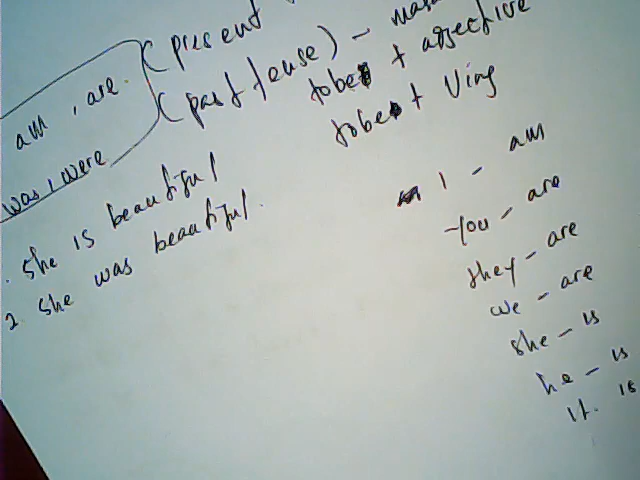 am , are. (present
was, were (past tense) -
tobe + adjective
tobe + Ving
. she is beautiful
2 she was beautiful.
I - am
you - are
they - are
we - are
she - is
he - is
It. is